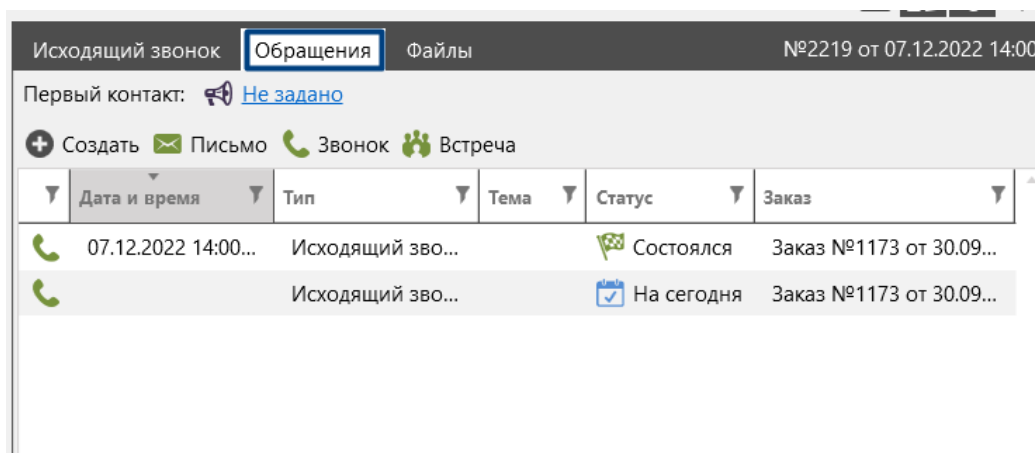 Исходящий звонок Обращения Файлы №2219 от 07.12.2022 14:00
Первый контакт: Не задано
Создать Письмо Звонок Встреча
Дата и время Тип Тема Статус Заказ
07.12.2022 14:00... Исходящий зво... Состоялся Заказ №1173 от 30.09...
Исходящий зво... На сегодня Заказ №1173 от 30.09...